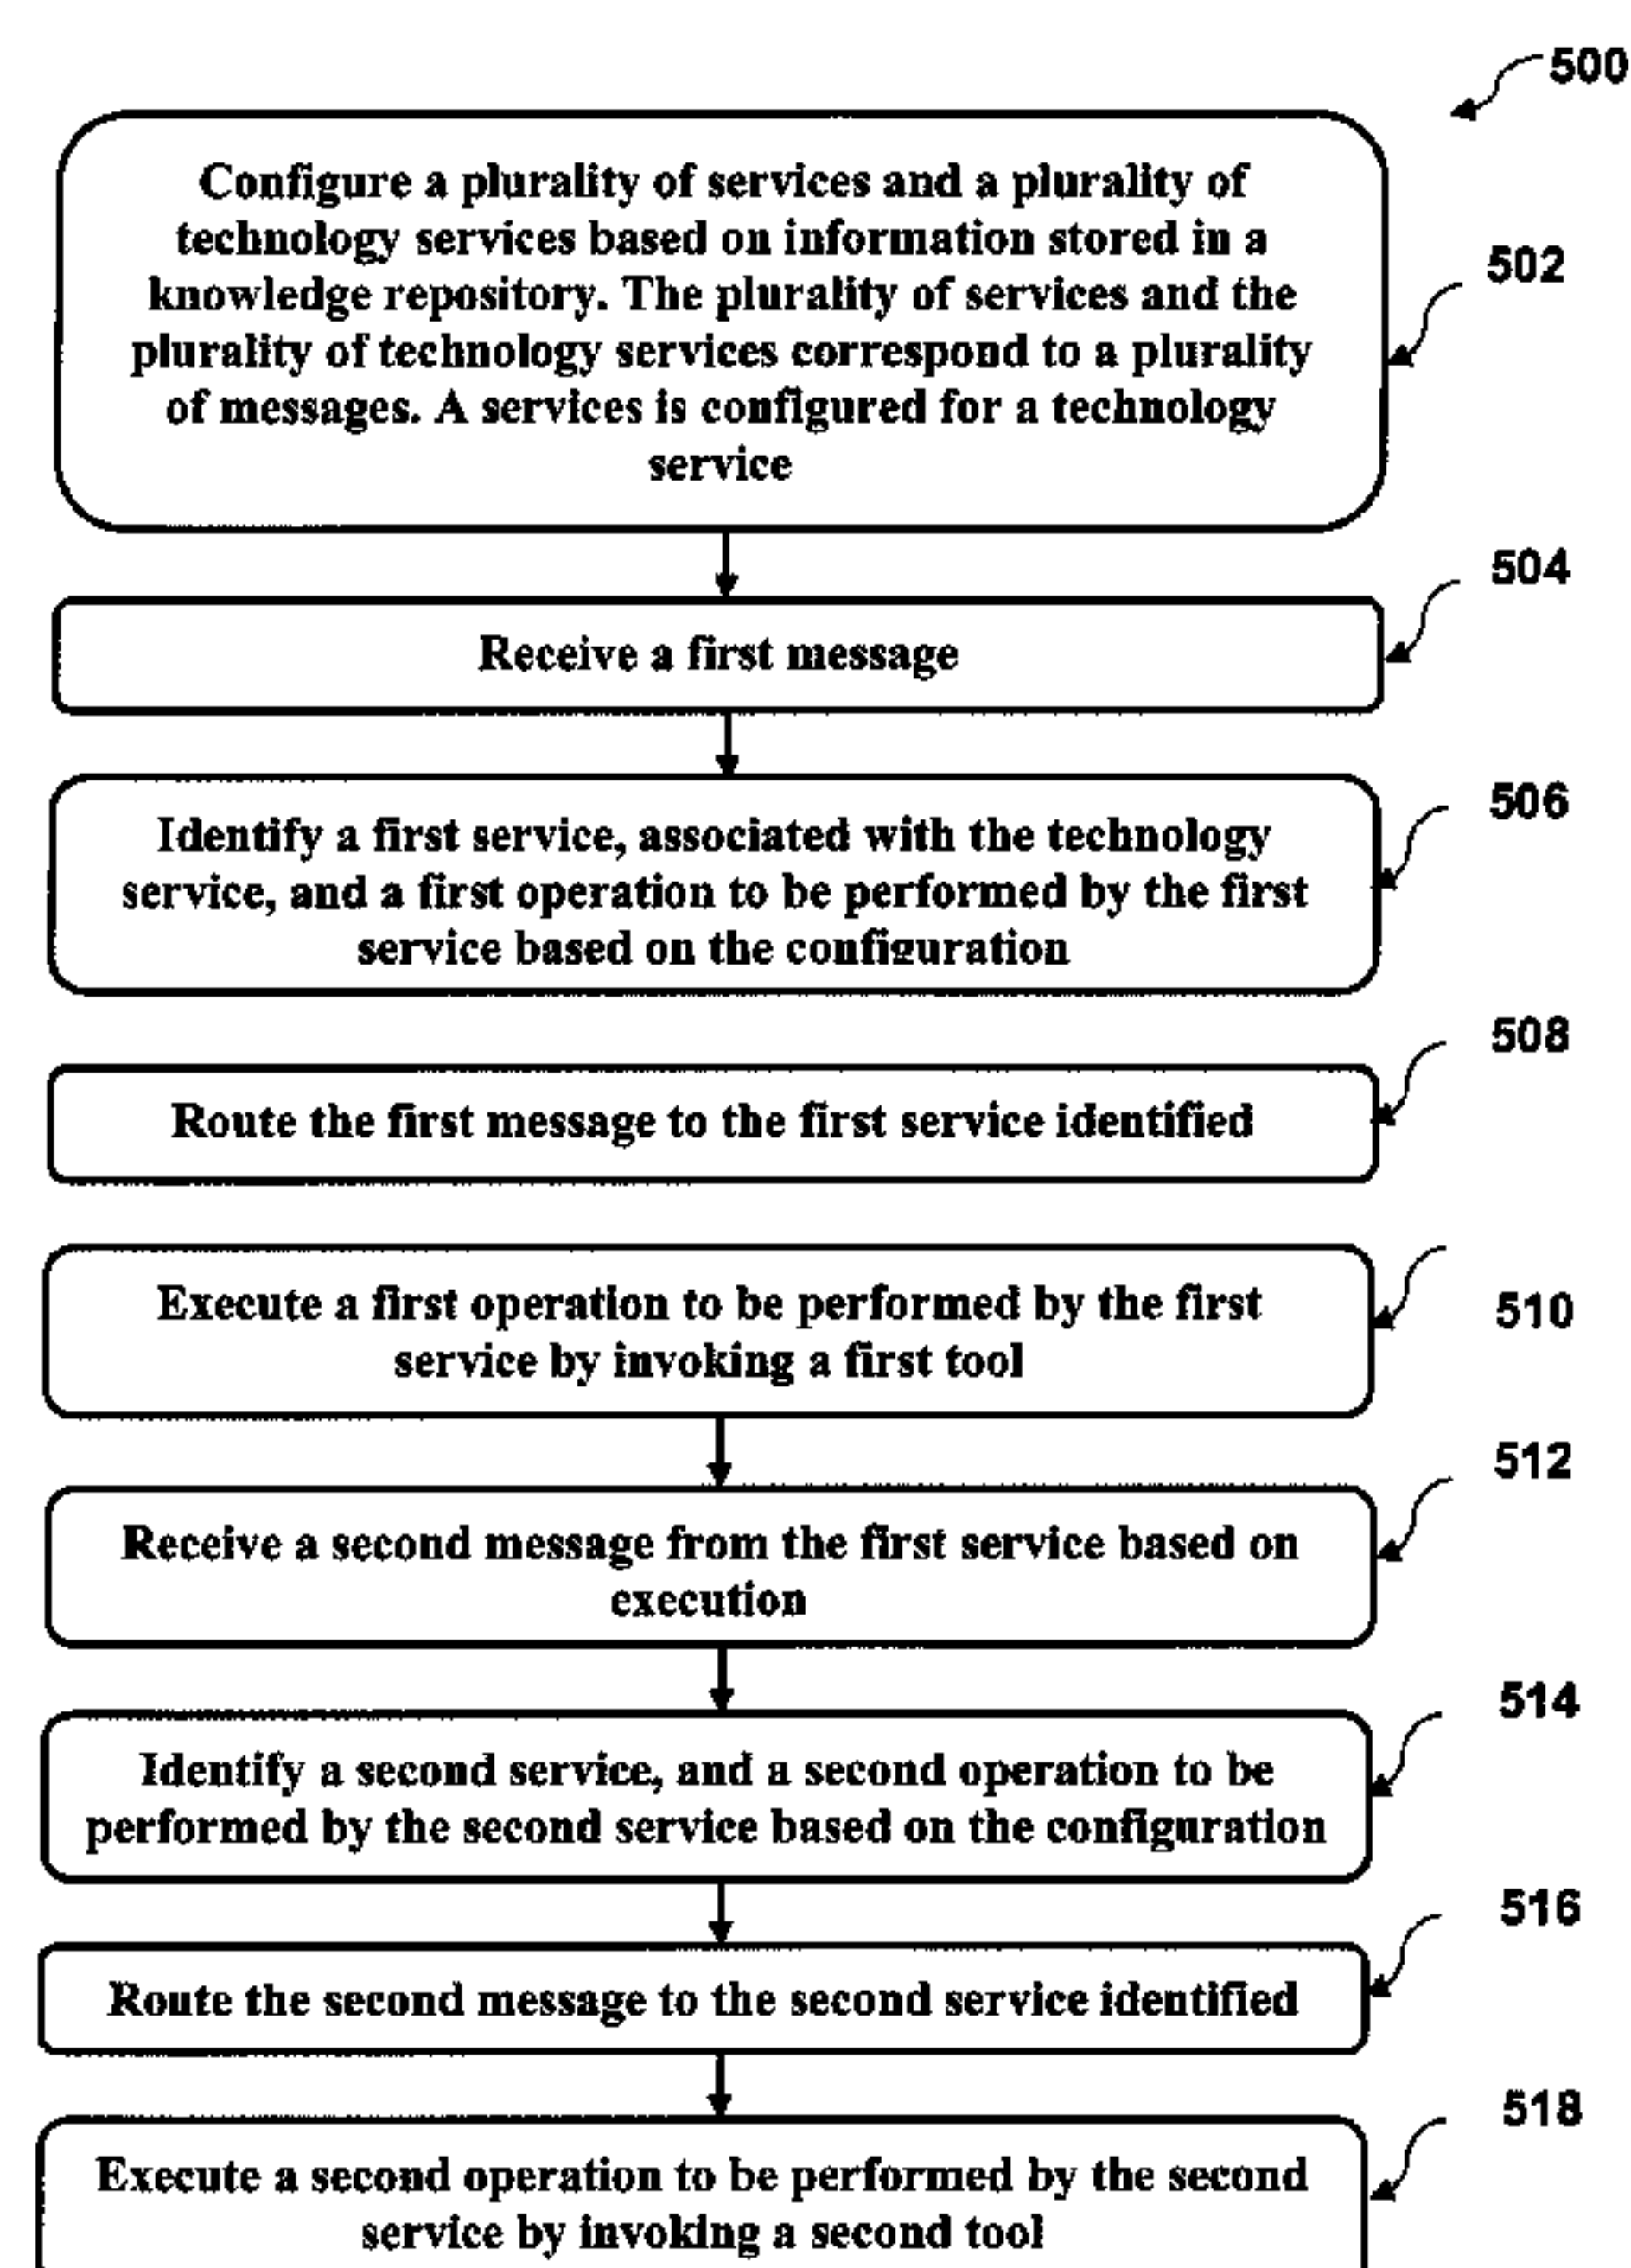 500
Configure a plurality of services and a plurality of
technology services based on information stored in a
knowledge repository. The plurality of services and the
plurality of technology services correspond to a plurality
of messages. A services is configured for a technology
service
502
Receive a first message
504
Identify a first service, associated with the technology
service, and a first operation to be performed by the first
service based on the configuration
506
Route the first message to the first service identified
508
Execute a first operation to be performed by the first
service by invoking a first tool
510
Receive a second message from the first service based on
execution
512
Identify a second service, and a second operation to be
performed by the second service based on the configuration
514
Route the second message to the second service identified
516
Execute a second operation to be performed by the second
service by invoking a second tool
518